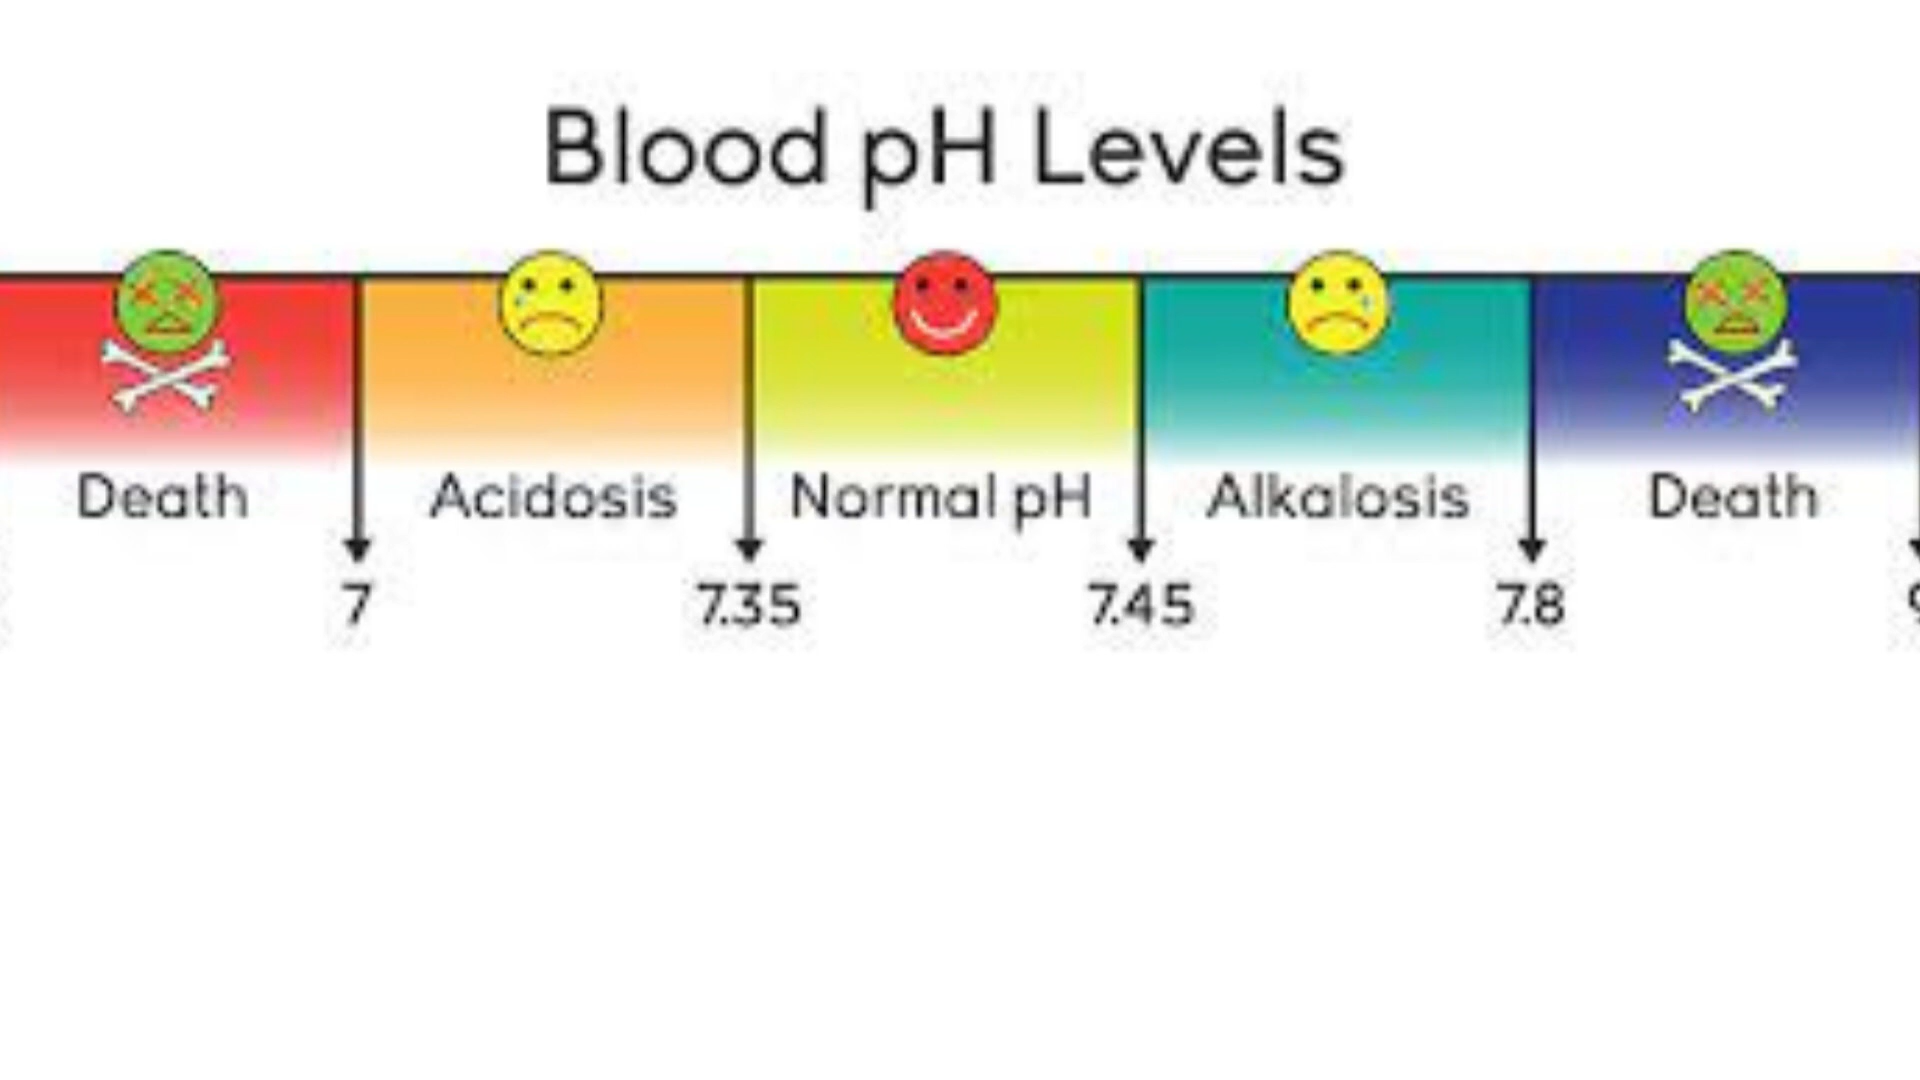 Blood pH Levels
Death Acidosis Normal pH Alkalosis Death
7 7.35 7.45 7.8